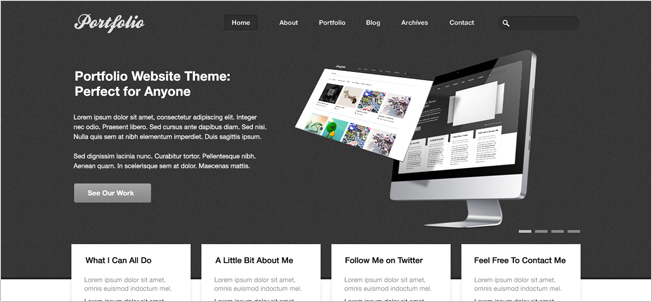 Portfolio
Home About Portfolio Blog Archives Contact
Portfolio Website Theme:
Perfect for Anyone
Lorem ipsum dolor sit amet, consectetur adipiscing elit. Integer
nec odio, Praesent libero. Sed cursus ante dapibus diam. Sed nisi.
Nulla quis sem at nibh elementum imperdiet. Duis sagittis ipsum.
Sed dignissim lacinia nunc. Curabitur tortor. Pellentesque nibh.
Aenean quam. In scelerisque sem at dolor. Maecenas mattis.
See Our Work
What I Can All Do
Lorem ipsum dolor sit amet,
omnis euismod indoctum mel.
A Little Bit About Me
Lorem ipsum dolor sit amet,
omnis euismod indoctum mel.
Follow Me on Twitter
Lorem ipsum dolor sit amet,
omnis euismod indoctum mel.
Feel Free To Contact Me
Lorem ipsum dolor sit amet,
omnis euismod indoctum mel.